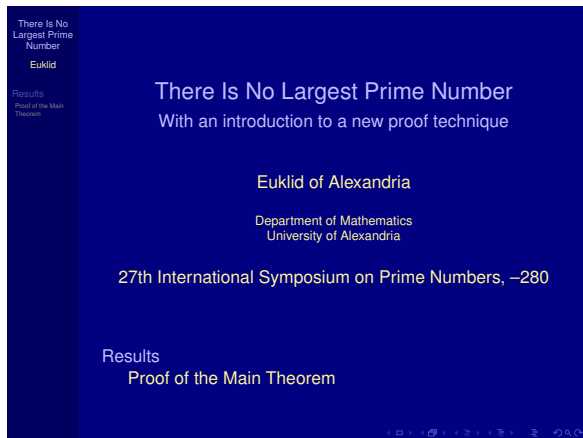 There Is No
Largest Prime
Number
Euklid
Results
Proof of the Main
Theorem
There Is No Largest Prime Number
With an introduction to a new proof technique
Euklid of Alexandria
Department of Mathematics
University of Alexandria
27th International Symposium on Prime Numbers, –280
Results
Proof of the Main Theorem